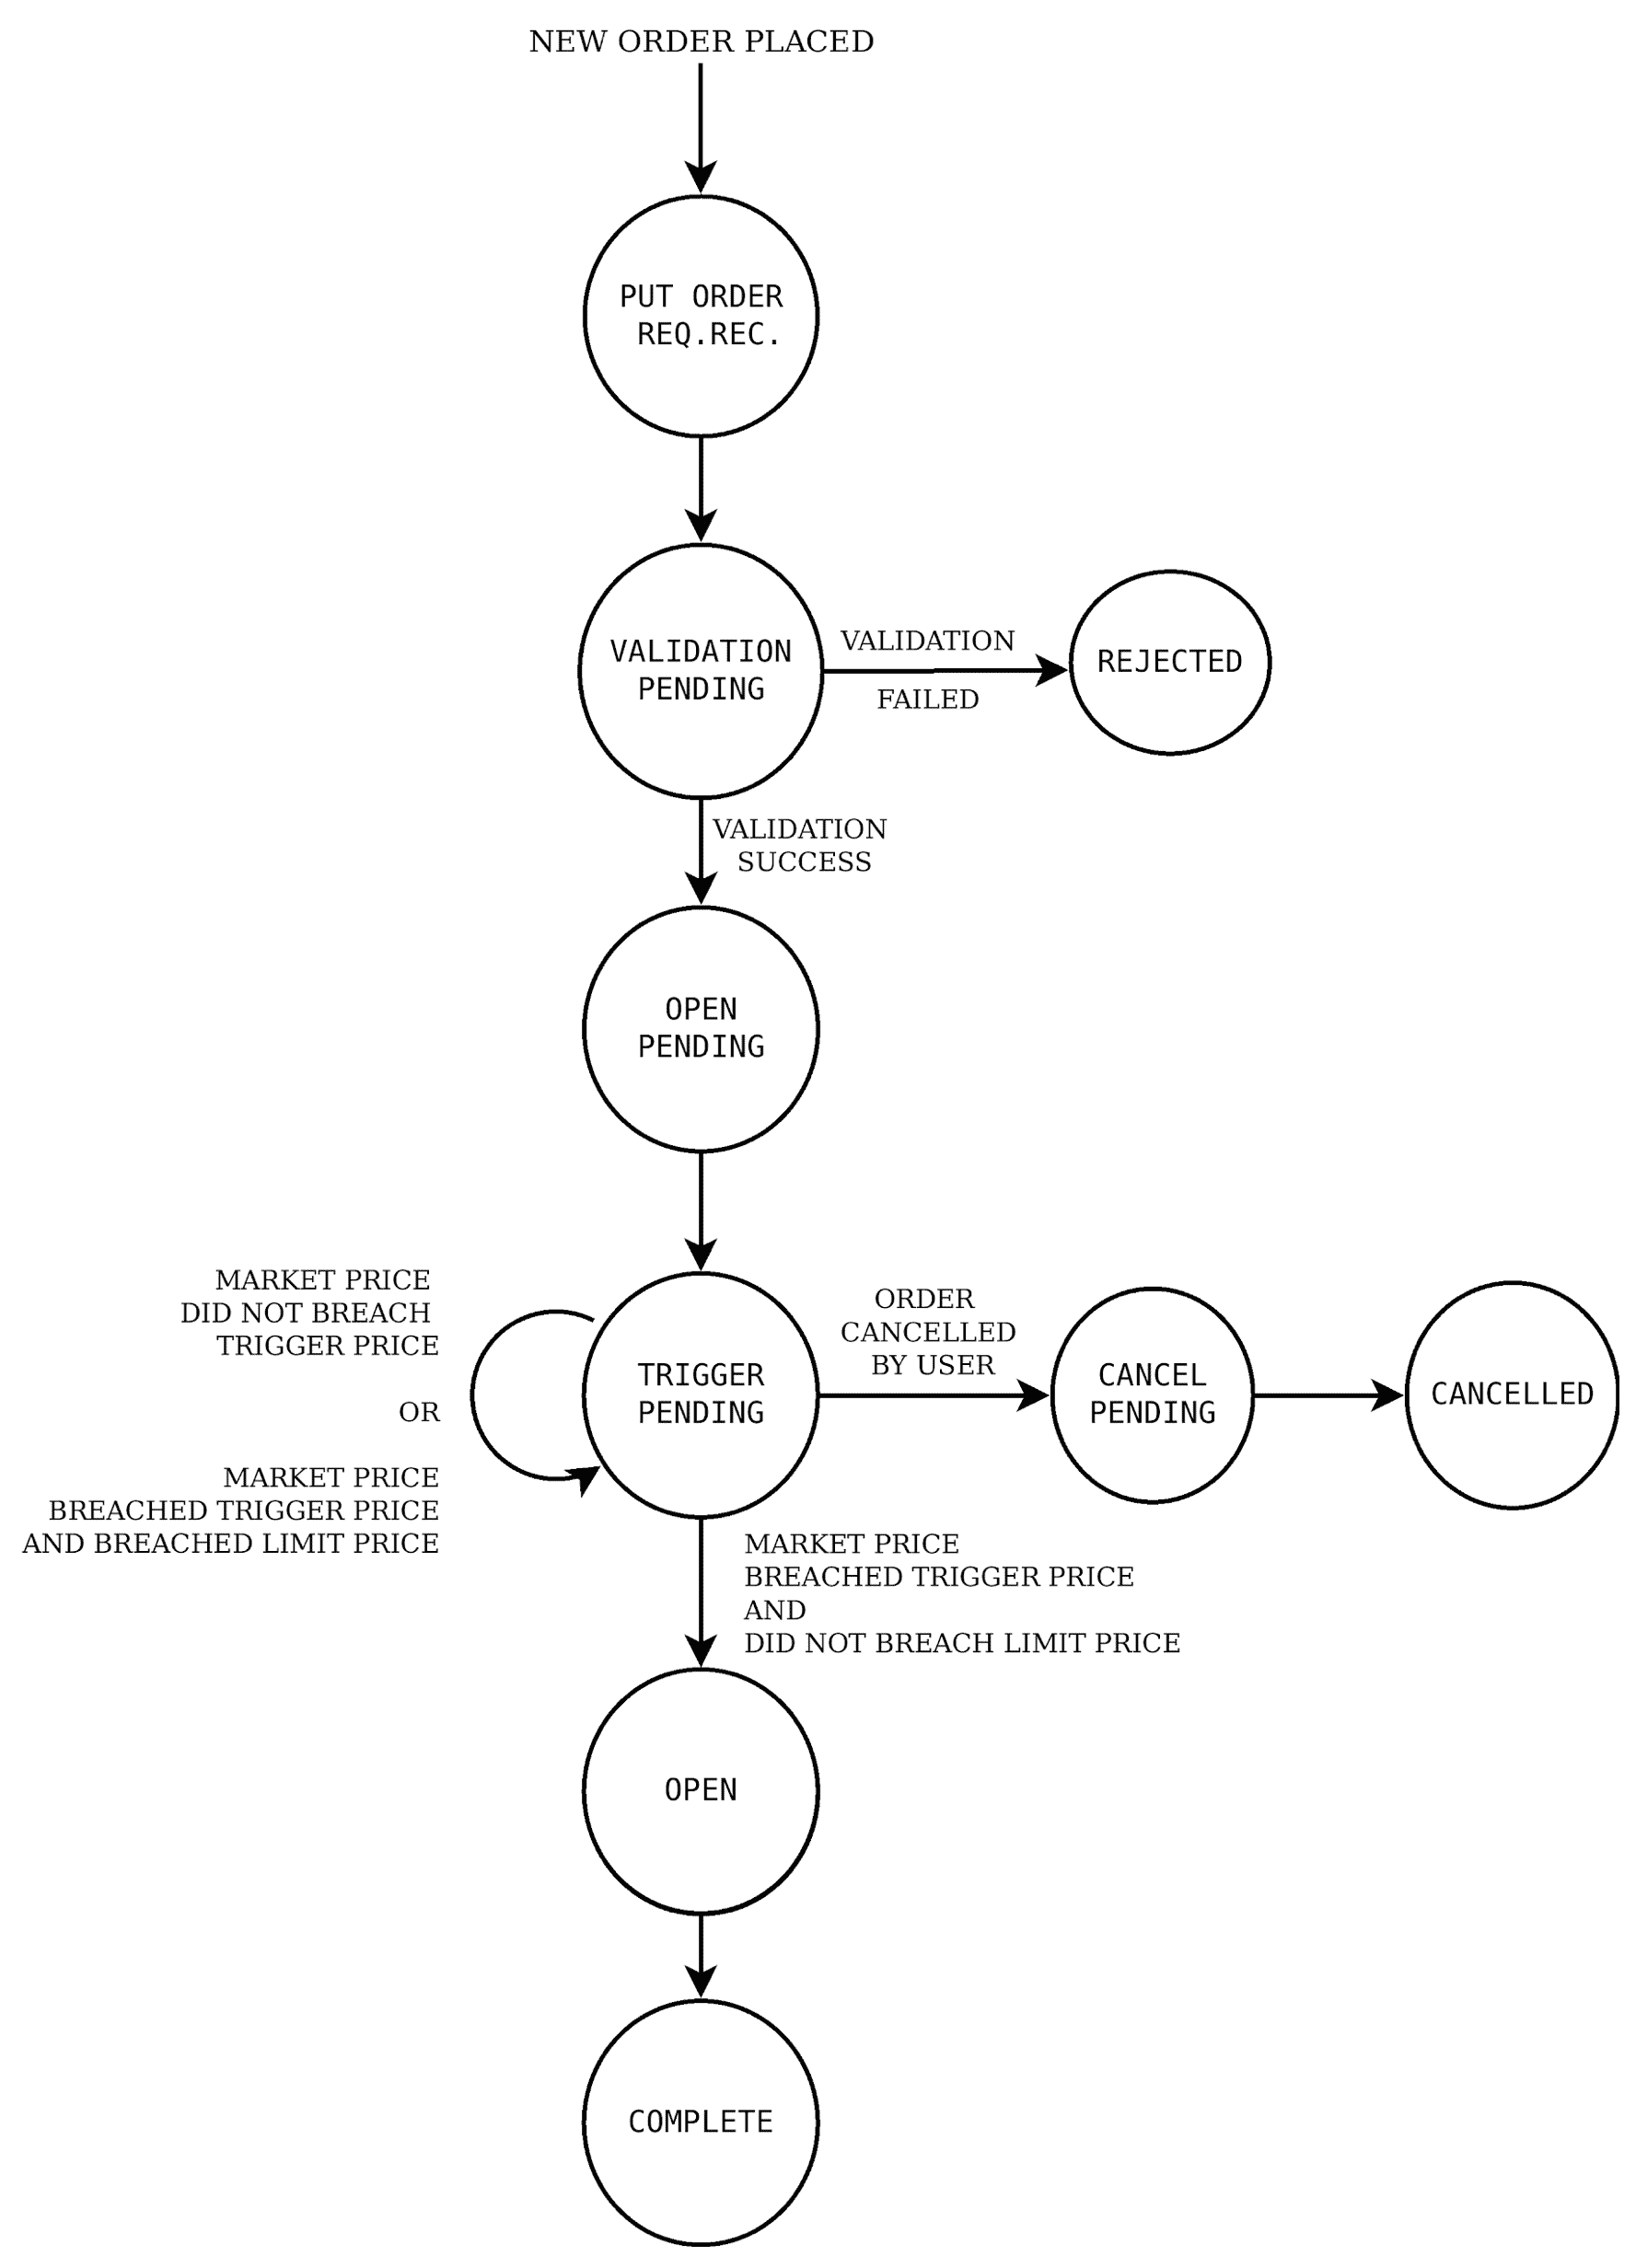 NEW ORDER PLACED
PUT ORDER
REQ.REC.
VALIDATION
PENDING
VALIDATION
FAILED
REJECTED
VALIDATION
SUCCESS
OPEN
PENDING
MARKET PRICE
DID NOT BREACH
TRIGGER PRICE
OR
MARKET PRICE
BREACHED TRIGGER PRICE
AND BREACHED LIMIT PRICE
TRIGGER
PENDING
ORDER
CANCELLED
BY USER
CANCEL
PENDING
CANCELLED
MARKET PRICE
BREACHED TRIGGER PRICE
AND
DID NOT BREACH LIMIT PRICE
OPEN
COMPLETE